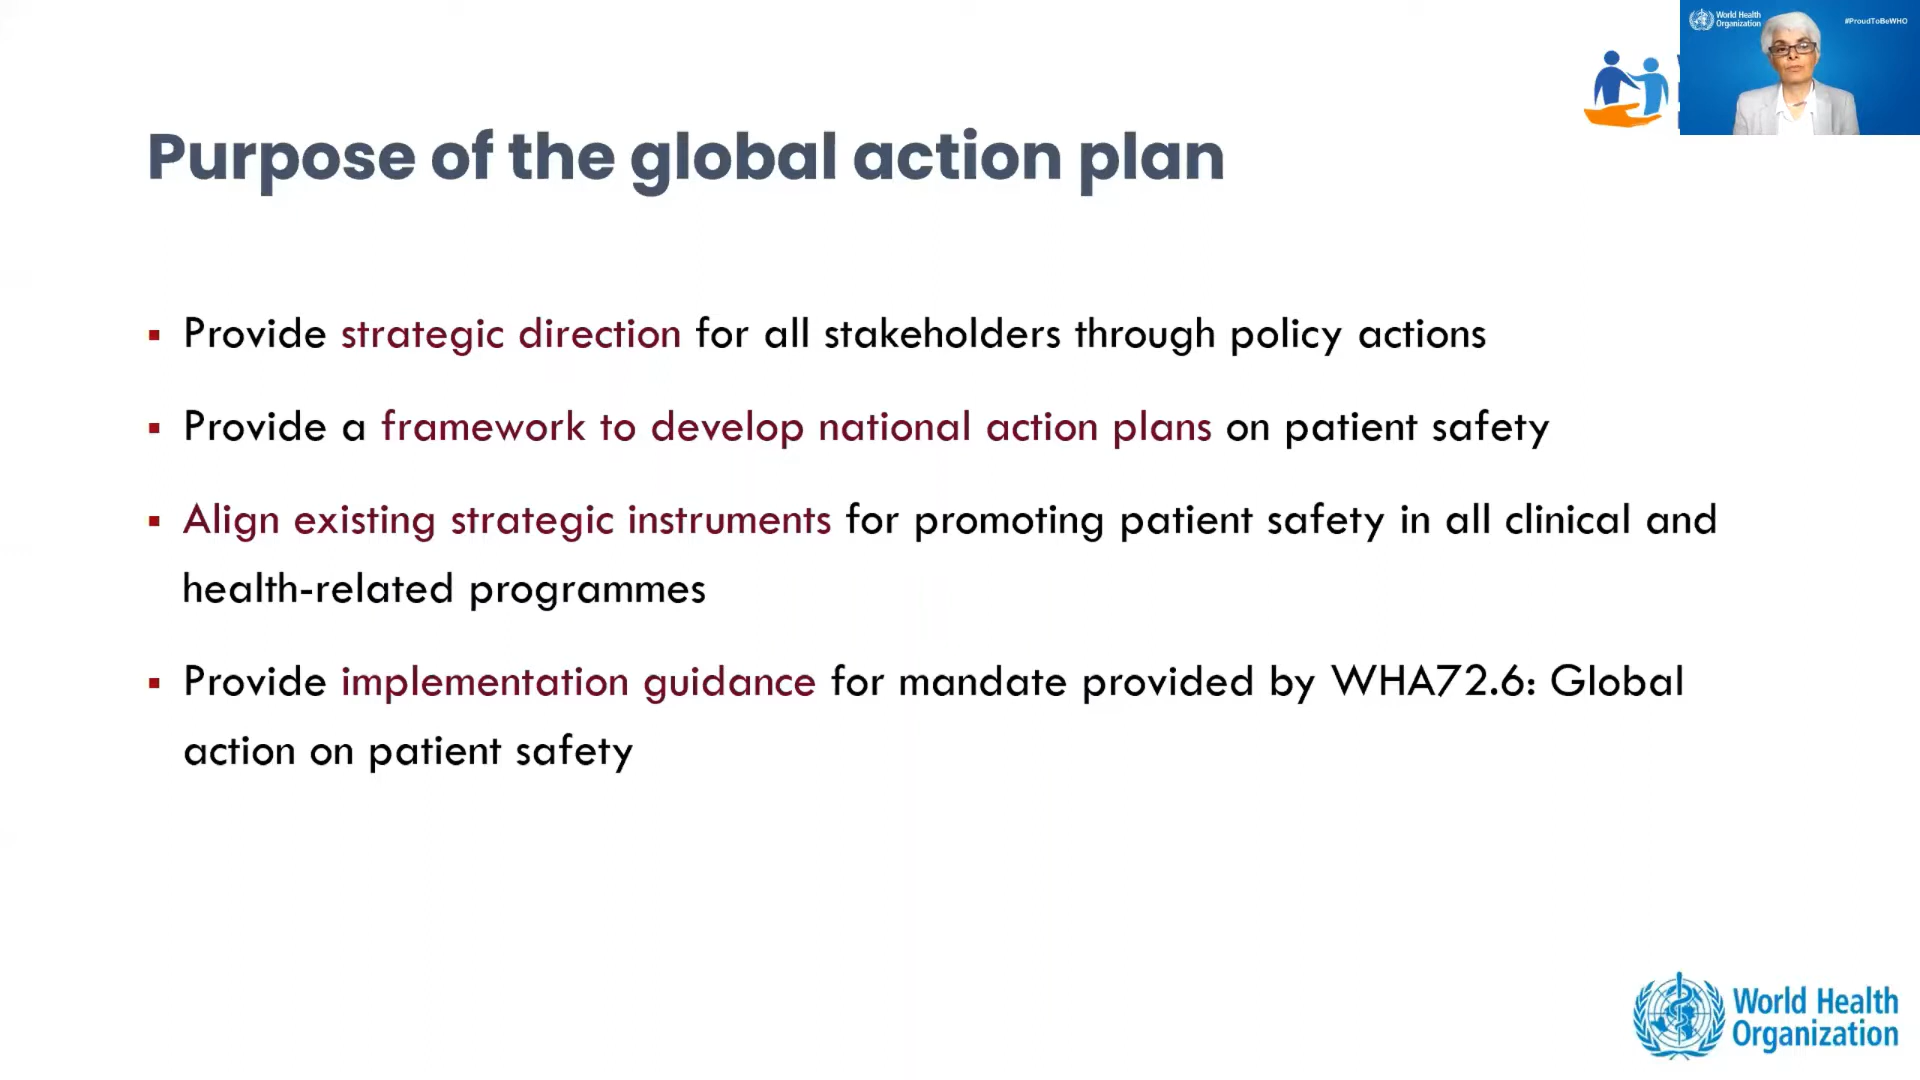 World Health
Organization
#ProudToBeWHO
Purpose of the global action plan
▪ Provide strategic direction for all stakeholders through policy actions
▪ Provide a framework to develop national action plans on patient safety
▪ Align existing strategic instruments for promoting patient safety in all clinical and
health-related programmes
▪ Provide implementation guidance for mandate provided by WHA72.6: Global
action on patient safety
World Health
Organization